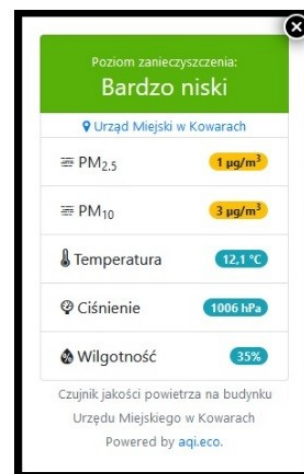 Poziom zanieczyszczenia:
Bardzo niski
Urząd Miejski w Kowarach
PM₂.₅ 1 µg/m³
PM₁₀ 3 µg/m³
Temperatura 12,1 °C
Ciśnienie 1006 hPa
Wilgotność 35%
Czujnik jakości powietrza na budynku
Urzędu Miejskiego w Kowarach
Powered by aqi.eco.